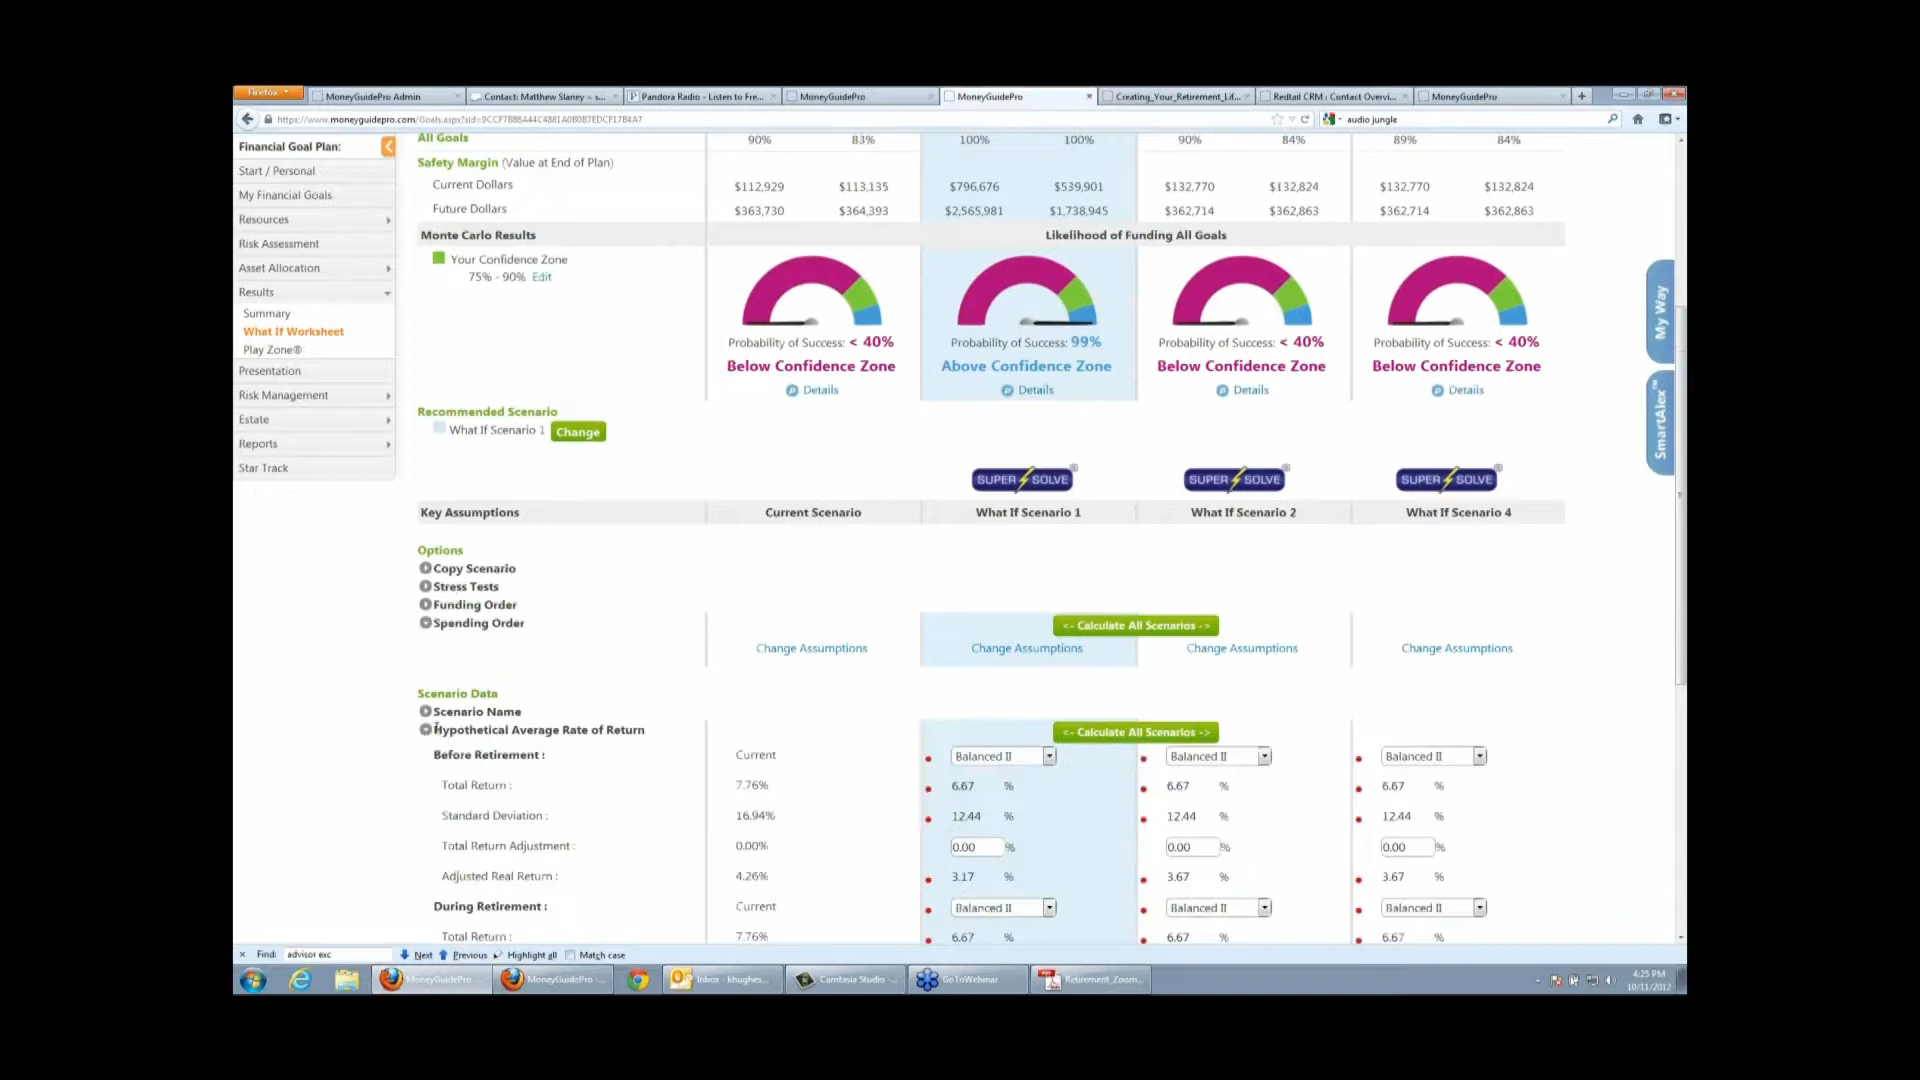 Firefox
MoneyGuidePro Admin
Contact: Matthew Slaney ~ s...
Pandora Radio - Listen to Fre...
MoneyGuidePro
MoneyGuidePro
Creating_Your_Retirement_Lif...
Redtail CRM : Contact Overvi...
MoneyGuidePro
audio jungle
Financial Goal Plan:
Start / Personal
My Financial Goals
Resources
Risk Assessment
Asset Allocation
Results
Summary
What If Worksheet
Play Zone®
Presentation
Risk Management
Estate
Reports
Star Track
All Goals 90% 83% 100% 100% 90% 84% 89% 84%
Safety Margin (Value at End of Plan)
Current Dollars $112,929 $113,135 $796,676 $539,901 $132,770 $132,824 $132,770 $132,824
Future Dollars $363,730 $364,393 $2,565,981 $1,738,945 $362,714 $362,863 $362,714 $362,863
Monte Carlo Results Likelihood of Funding All Goals
Your Confidence Zone
75% - 90% Edit
Probability of Success: < 40% Probability of Success: 99% Probability of Success: < 40% Probability of Success: < 40%
Below Confidence Zone Above Confidence Zone Below Confidence Zone Below Confidence Zone
Details Details Details Details
Recommended Scenario
What If Scenario 1 Change
SUPER SOLVE® SUPER SOLVE® SUPER SOLVE®
Key Assumptions Current Scenario What If Scenario 1 What If Scenario 2 What If Scenario 4
Options
Copy Scenario
Stress Tests
Funding Order
Spending Order <- Calculate All Scenarios ->
Change Assumptions Change Assumptions Change Assumptions Change Assumptions
Scenario Data
Scenario Name
Hypothetical Average Rate of Return <- Calculate All Scenarios ->
Before Retirement : Current Balanced II Balanced II Balanced II
Total Return : 7.76% 6.67 % 6.67 % 6.67 %
Standard Deviation : 16.94% 12.44 % 12.44 % 12.44 %
Total Return Adjustment : 0.00% 0.00 % 0.00 % 0.00 %
Adjusted Real Return : 4.26% 3.17 % 3.67 % 3.67 %
During Retirement : Current Balanced II Balanced II Balanced II
Total Return : 7.76% 6.67 % 6.67 % 6.67 %
My Way
SmartAlex™
Find: advisor exc Next Previous Highlight all Match case
MoneyGuidePro
MoneyGuidePro ...
Inbox - khughes...
Camtasia Studio ...
GoToWebinar
Retirement_Zoom...
4:25 PM
10/11/2012